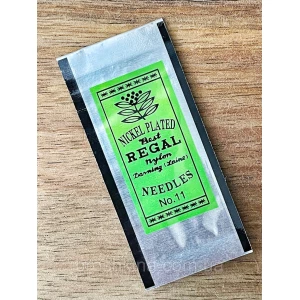 NICKEL PLATED
Best
REGAL
Nylon
Darning (Laine)
NEEDLES
No.11